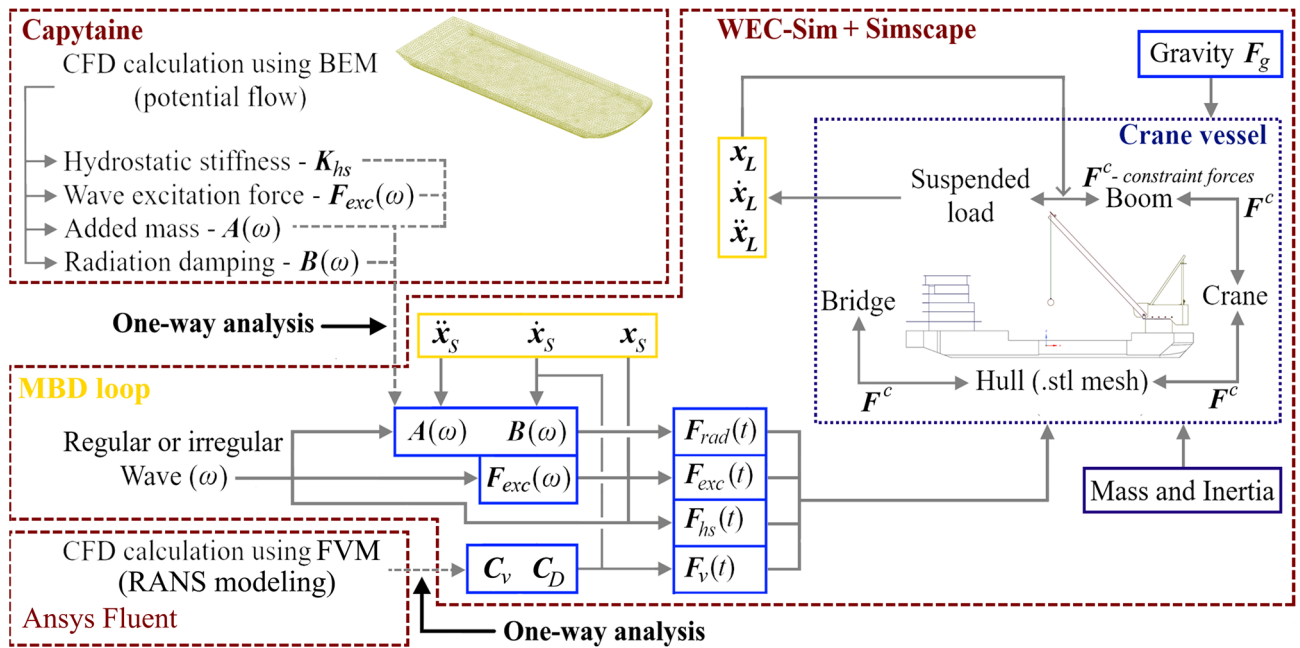 Capytaine
CFD calculation using BEM
(potential flow)
Hydrostatic stiffness - K_hs
Wave excitation force - F_exc(ω)
Added mass - A(ω)
Radiation damping - B(ω)
One-way analysis
WEC-Sim + Simscape
Gravity F_g
Crane vessel
x_L
ẋ_L
ẍ_L
Suspended
load
F^c - constraint forces
Boom
F^c
Bridge
Crane
Hull (.stl mesh)
F^c
F^c
Mass and Inertia
MBD loop
ẍ_S ẋ_S x_S
Regular or irregular
Wave (ω)
A(ω) B(ω)
F_exc(ω)
F_rad(t)
F_exc(t)
F_hs(t)
F_v(t)
CFD calculation using FVM
(RANS modeling)
C_v C_D
Ansys Fluent
One-way analysis